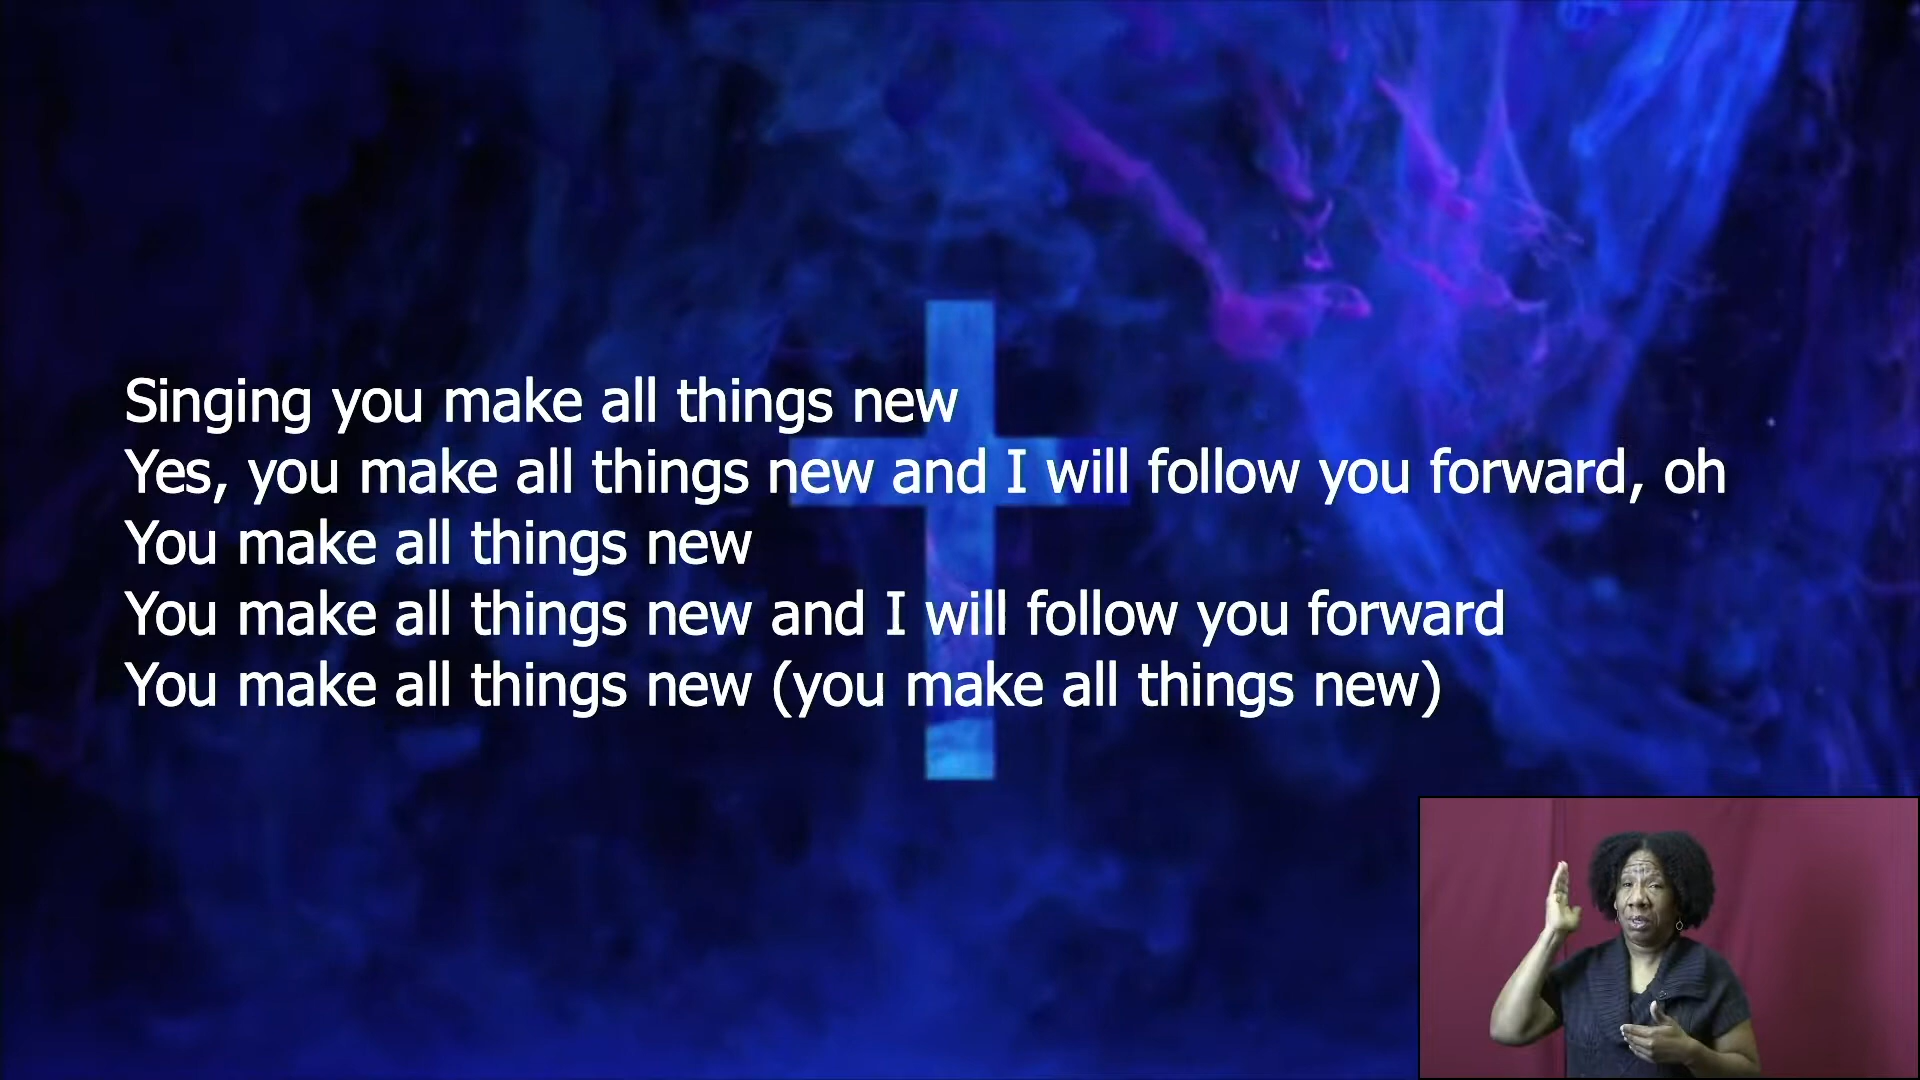 Singing you make all things new
Yes, you make all things new and I will follow you forward, oh
You make all things new
You make all things new and I will follow you forward
You make all things new (you make all things new)